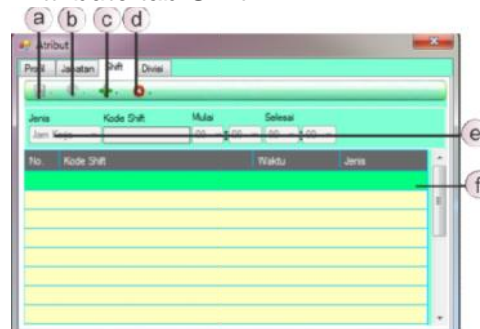 a b c d
Atribut
Profil Jabatan Shift Divisi
Jenis Kode Shift Mulai Selesai
Jam Kerja 00 : 00 00 : 00
e
No. Kode Shift Waktu Jenis
f